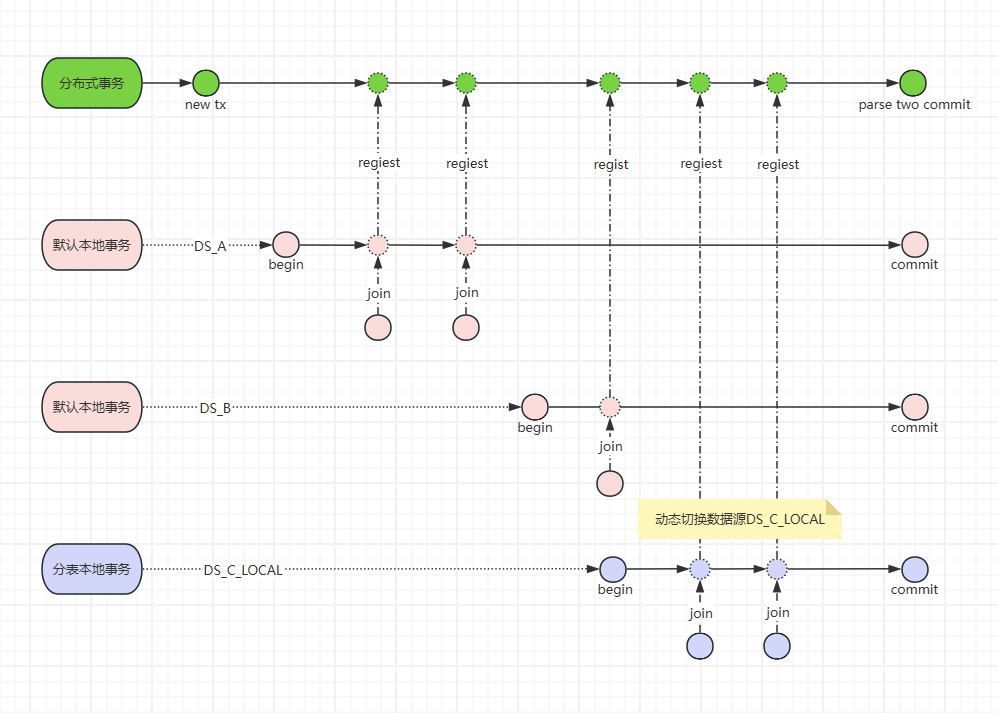 分布式事务
new tx
parse two commit
regiest
regiest
regist
regiest
regiest
默认本地事务
DS_A
begin
commit
join
join
默认本地事务
DS_B
begin
commit
join
动态切换数据源DS_C_LOCAL
分表本地事务
DS_C_LOCAL
begin
commit
join
join